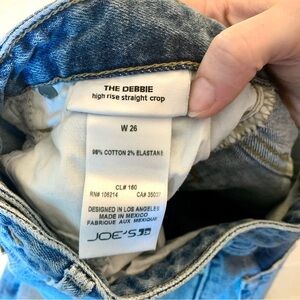 THE DEBBIE
high rise straight crop
W 26
98% COTTON 2% ELASTANE
CL# 160
RN# 106214 CA# 35037
DESIGNED IN LOS ANGELES
MADE IN MEXICO
FABRIQUE AUX MEXIQUE
JOE'S